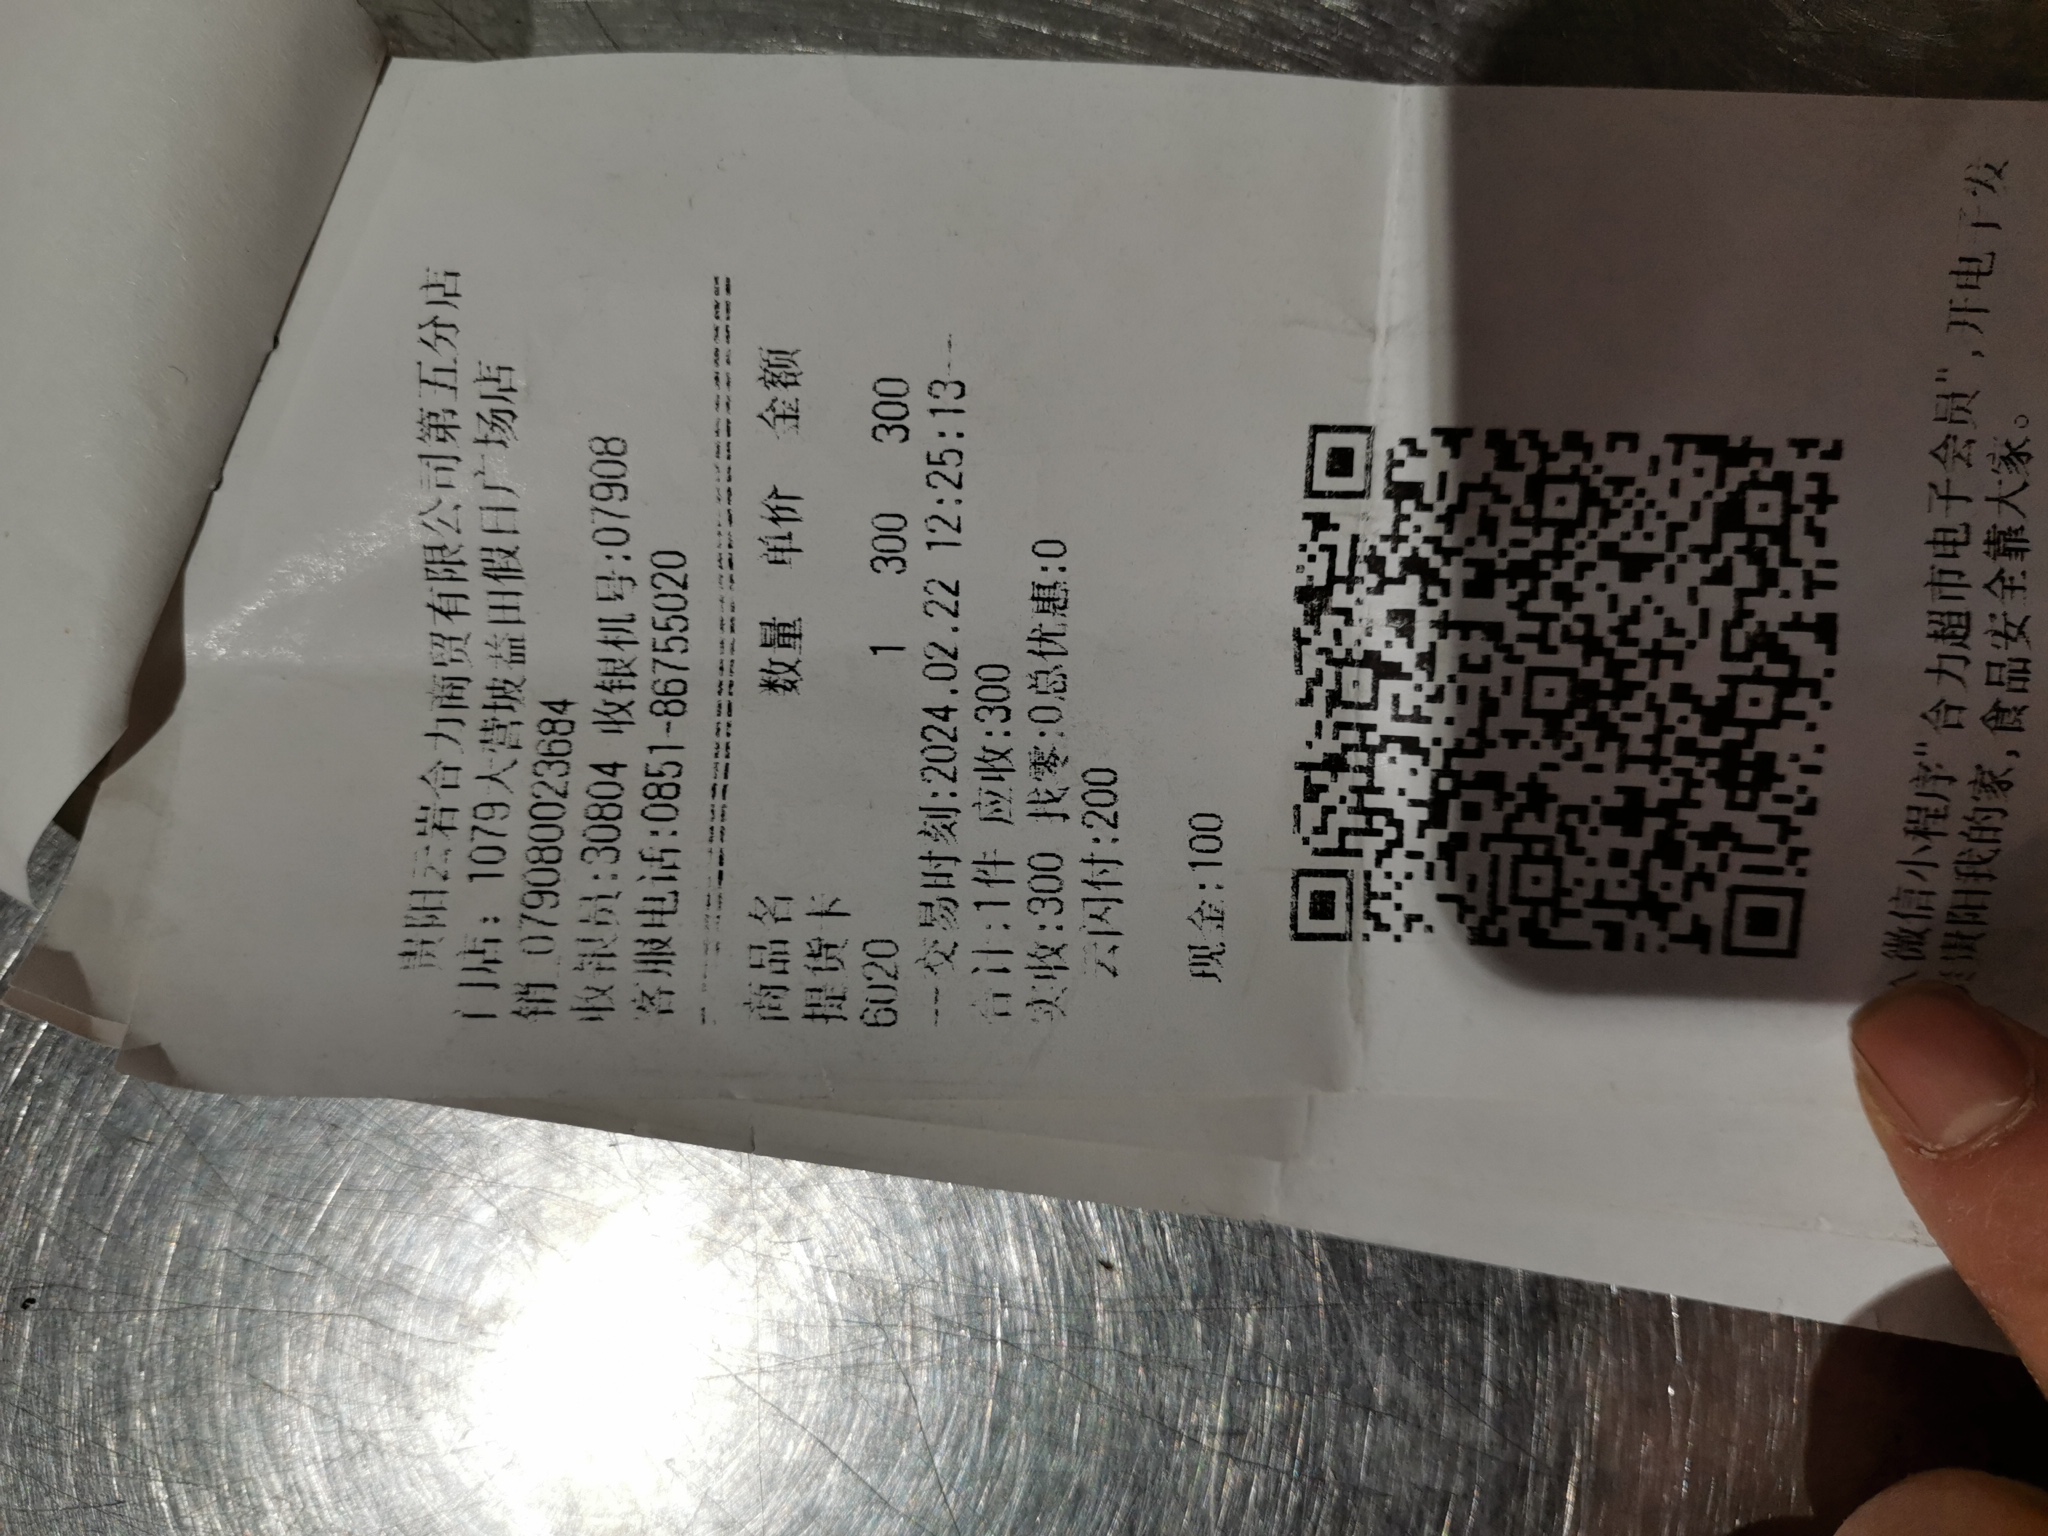 贵阳云岩合力商贸有限公司第五分店
门店: 1079大营坡益田假日广场店
销 0790800023684
收银员:30804 收银机号:07908
客服电话:0851-86755020
商品名 数量 单价 金额
提货卡
6020 1 300 300
---交易时刻:2024.02.22 12:25:13---
合计:1件 应收:300
实收:300 找零:0总优惠:0
云闪付:200
现金:100
微信小程序"合力超市电子会员",开电子发
贵阳我的家,食品安全靠大家。